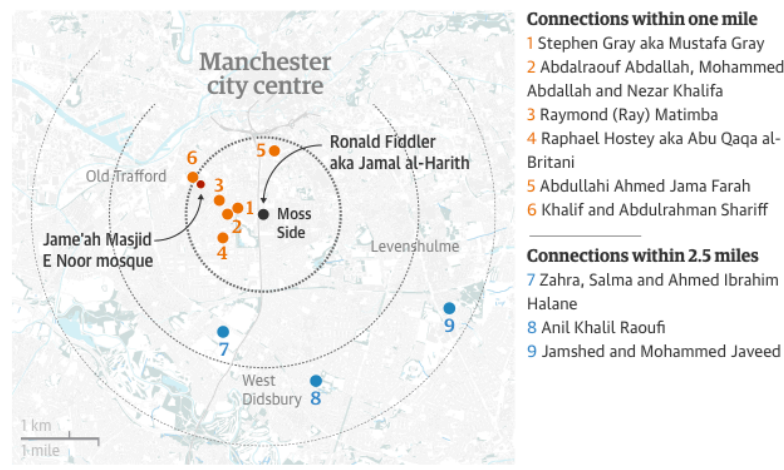 Manchester
city centre
Ronald Fiddler
aka Jamal al-Harith
5
6
Old Trafford
3
1
2
4
Moss
Side
Jame'ah Masjid
E Noor mosque
Levenshulme
7
9
West
Didsbury
8
1 km
1 mile
Connections within one mile
1 Stephen Gray aka Mustafa Gray
2 Abdalraouf Abdallah, Mohammed
Abdallah and Nezar Khalifa
3 Raymond (Ray) Matimba
4 Raphael Hostey aka Abu Qaqa al-
Britani
5 Abdullahi Ahmed Jama Farah
6 Khalif and Abdulrahman Shariff
Connections within 2.5 miles
7 Zahra, Salma and Ahmed Ibrahim
Halane
8 Anil Khalil Raoufi
9 Jamshed and Mohammed Javeed